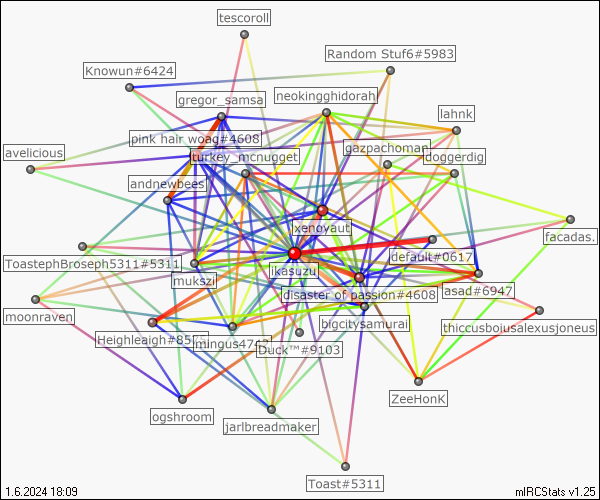 tescoroll
Random Stuf6#5983
Knowun#6424
neokingghidorah
gregor_samsa
lahnk
pink hair woag#4608
gazpachoman
avelicious
turkey_mcnugget
doggerdig
andnewbees
xenoyaut
facadas.
ToastephBroseph5311#5311
default#0617
ikasuzu
mukszi
asad#6947
disaster of passion#4608
moonraven
bigcitysamurai
thiccusbojusalexusjoneus
Heighleaigh#8575
Duck™#9103
ZeeHonK
ogshroom
jarlbreadmaker
Toast#5311
1.6.2024 18:09
mIRCStats v1.25